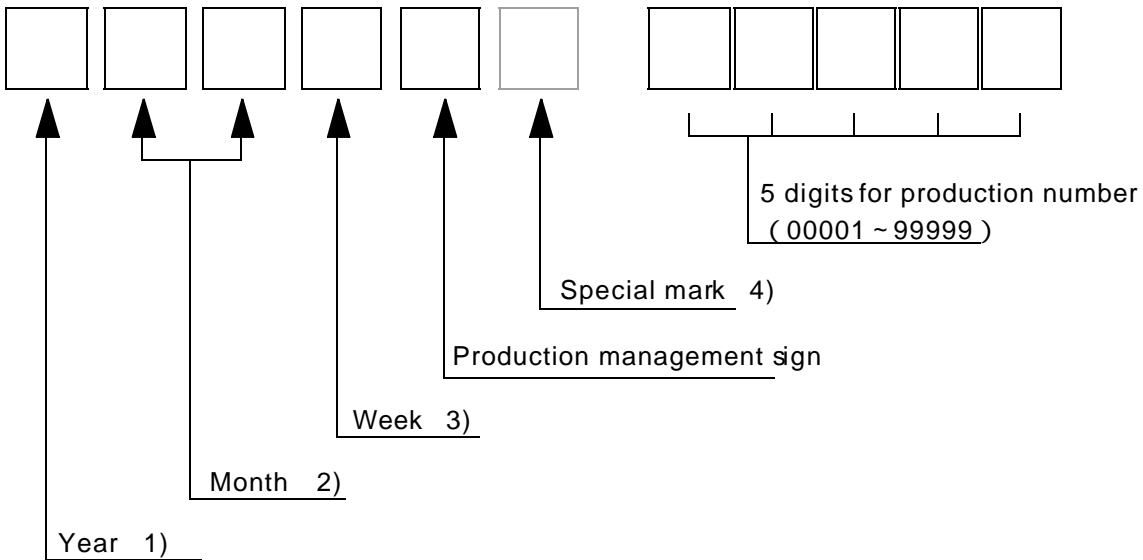 5 digits for production number
( 00001 ~ 99999 )
Special mark 4)
Production management sign
Week 3)
Month 2)
Year 1)